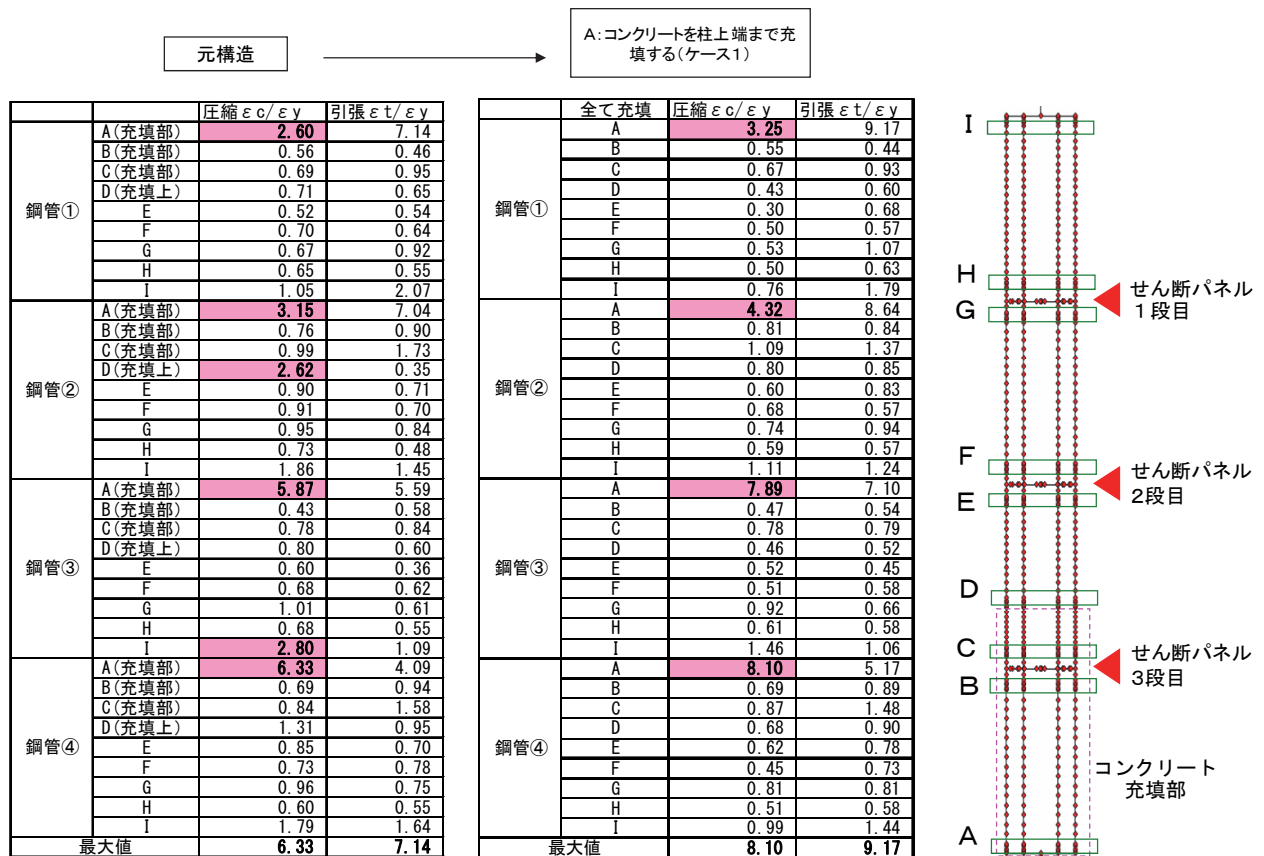 元構造
A:コンクリートを柱上端まで充
填する(ケース1)
圧縮εc/εy 引張εt/εy
鋼管①
A(充填部) 2.60 7.14
B(充填部) 0.56 0.46
C(充填部) 0.69 0.95
D(充填上) 0.71 0.65
E 0.52 0.54
F 0.70 0.64
G 0.67 0.92
H 0.65 0.55
I 1.05 2.07
鋼管②
A(充填部) 3.15 7.04
B(充填部) 0.76 0.90
C(充填部) 0.99 1.73
D(充填上) 2.62 0.35
E 0.90 0.71
F 0.91 0.70
G 0.95 0.84
H 0.73 0.48
I 1.86 1.45
鋼管③
A(充填部) 5.87 5.59
B(充填部) 0.43 0.58
C(充填部) 0.78 0.84
D(充填上) 0.80 0.60
E 0.60 0.36
F 0.68 0.62
G 1.01 0.61
H 0.68 0.55
I 2.80 1.09
鋼管④
A(充填部) 6.33 4.09
B(充填部) 0.69 0.94
C(充填部) 0.84 1.58
D(充填上) 1.31 0.95
E 0.85 0.70
F 0.73 0.78
G 0.96 0.75
H 0.60 0.55
I 1.79 1.64
最大値 6.33 7.14
全て充填 圧縮εc/εy 引張εt/εy
鋼管①
A 3.25 9.17
B 0.55 0.44
C 0.67 0.93
D 0.43 0.60
E 0.30 0.68
F 0.50 0.57
G 0.53 1.07
H 0.50 0.63
I 0.76 1.79
鋼管②
A 4.32 8.64
B 0.81 0.84
C 1.09 1.37
D 0.80 0.85
E 0.60 0.83
F 0.68 0.57
G 0.74 0.94
H 0.59 0.57
I 1.11 1.24
鋼管③
A 7.89 7.10
B 0.47 0.54
C 0.78 0.79
D 0.46 0.52
E 0.52 0.45
F 0.51 0.58
G 0.92 0.66
H 0.61 0.58
I 1.46 1.06
鋼管④
A 8.10 5.17
B 0.69 0.89
C 0.87 1.48
D 0.68 0.90
E 0.62 0.78
F 0.45 0.73
G 0.81 0.81
H 0.51 0.58
I 0.99 1.44
最大値 8.10 9.17
I
H
せん断パネル
1段目
G
F
せん断パネル
2段目
E
D
C
せん断パネル
3段目
B
コンクリート
充填部
A